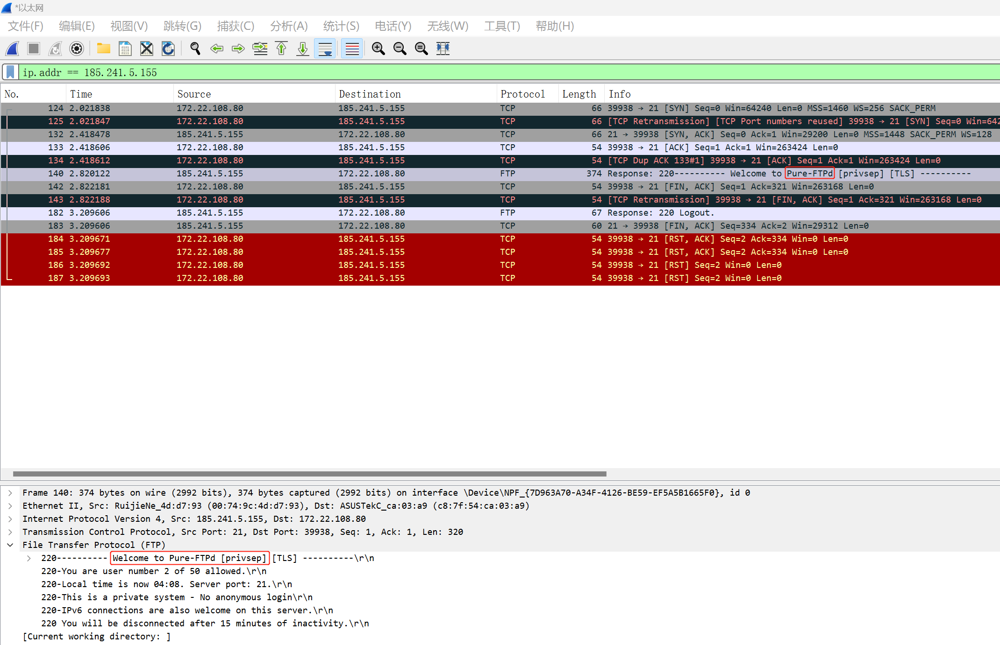 *以太网
文件(F) 编辑(E) 视图(V) 跳转(G) 捕获(C) 分析(A) 统计(S) 电话(Y) 无线(W) 工具(T) 帮助(H)
ip.addr == 185.241.5.155
No. Time Source Destination Protocol Length Info
124 2.021838 172.22.108.80 185.241.5.155 TCP 66 39938 → 21 [SYN] Seq=0 Win=64240 Len=0 MSS=1460 WS=256 SACK_PERM
125 2.021847 172.22.108.80 185.241.5.155 TCP 66 [TCP Retransmission] [TCP Port numbers reused] 39938 → 21 [SYN] Seq=0 Win=642
132 2.418478 185.241.5.155 172.22.108.80 TCP 66 21 → 39938 [SYN, ACK] Seq=0 Ack=1 Win=29200 Len=0 MSS=1448 SACK_PERM WS=128
133 2.418606 172.22.108.80 185.241.5.155 TCP 54 39938 → 21 [ACK] Seq=1 Ack=1 Win=263424 Len=0
134 2.418612 172.22.108.80 185.241.5.155 TCP 54 [TCP Dup ACK 133#1] 39938 → 21 [ACK] Seq=1 Ack=1 Win=263424 Len=0
140 2.820122 185.241.5.155 172.22.108.80 FTP 374 Response: 220---------- Welcome to Pure-FTPd [privsep] [TLS] ----------
142 2.822181 172.22.108.80 185.241.5.155 TCP 54 39938 → 21 [FIN, ACK] Seq=1 Ack=321 Win=263168 Len=0
143 2.822188 172.22.108.80 185.241.5.155 TCP 54 [TCP Retransmission] 39938 → 21 [FIN, ACK] Seq=1 Ack=321 Win=263168 Len=0
182 3.209606 185.241.5.155 172.22.108.80 FTP 67 Response: 220 Logout.
183 3.209606 185.241.5.155 172.22.108.80 TCP 60 21 → 39938 [FIN, ACK] Seq=334 Ack=2 Win=29312 Len=0
184 3.209671 172.22.108.80 185.241.5.155 TCP 54 39938 → 21 [RST, ACK] Seq=2 Ack=334 Win=0 Len=0
185 3.209677 172.22.108.80 185.241.5.155 TCP 54 39938 → 21 [RST, ACK] Seq=2 Ack=334 Win=0 Len=0
186 3.209692 172.22.108.80 185.241.5.155 TCP 54 39938 → 21 [RST] Seq=2 Win=0 Len=0
187 3.209693 172.22.108.80 185.241.5.155 TCP 54 39938 → 21 [RST] Seq=2 Win=0 Len=0
Frame 140: 374 bytes on wire (2992 bits), 374 bytes captured (2992 bits) on interface \Device\NPF_{7D963A70-A34F-4126-BE59-EF5A5B1665F0}, id 0
Ethernet II, Src: RuijieNe_4d:d7:93 (00:74:9c:4d:d7:93), Dst: ASUSTekC_ca:03:a9 (c8:7f:54:ca:03:a9)
Internet Protocol Version 4, Src: 185.241.5.155, Dst: 172.22.108.80
Transmission Control Protocol, Src Port: 21, Dst Port: 39938, Seq: 1, Ack: 1, Len: 320
File Transfer Protocol (FTP)
220---------- Welcome to Pure-FTPd [privsep] [TLS] ----------\r\n
220-You are user number 2 of 50 allowed.\r\n
220-Local time is now 04:08. Server port: 21.\r\n
220-This is a private system - No anonymous login\r\n
220-IPv6 connections are also welcome on this server.\r\n
220 You will be disconnected after 15 minutes of inactivity.\r\n
[Current working directory: ]